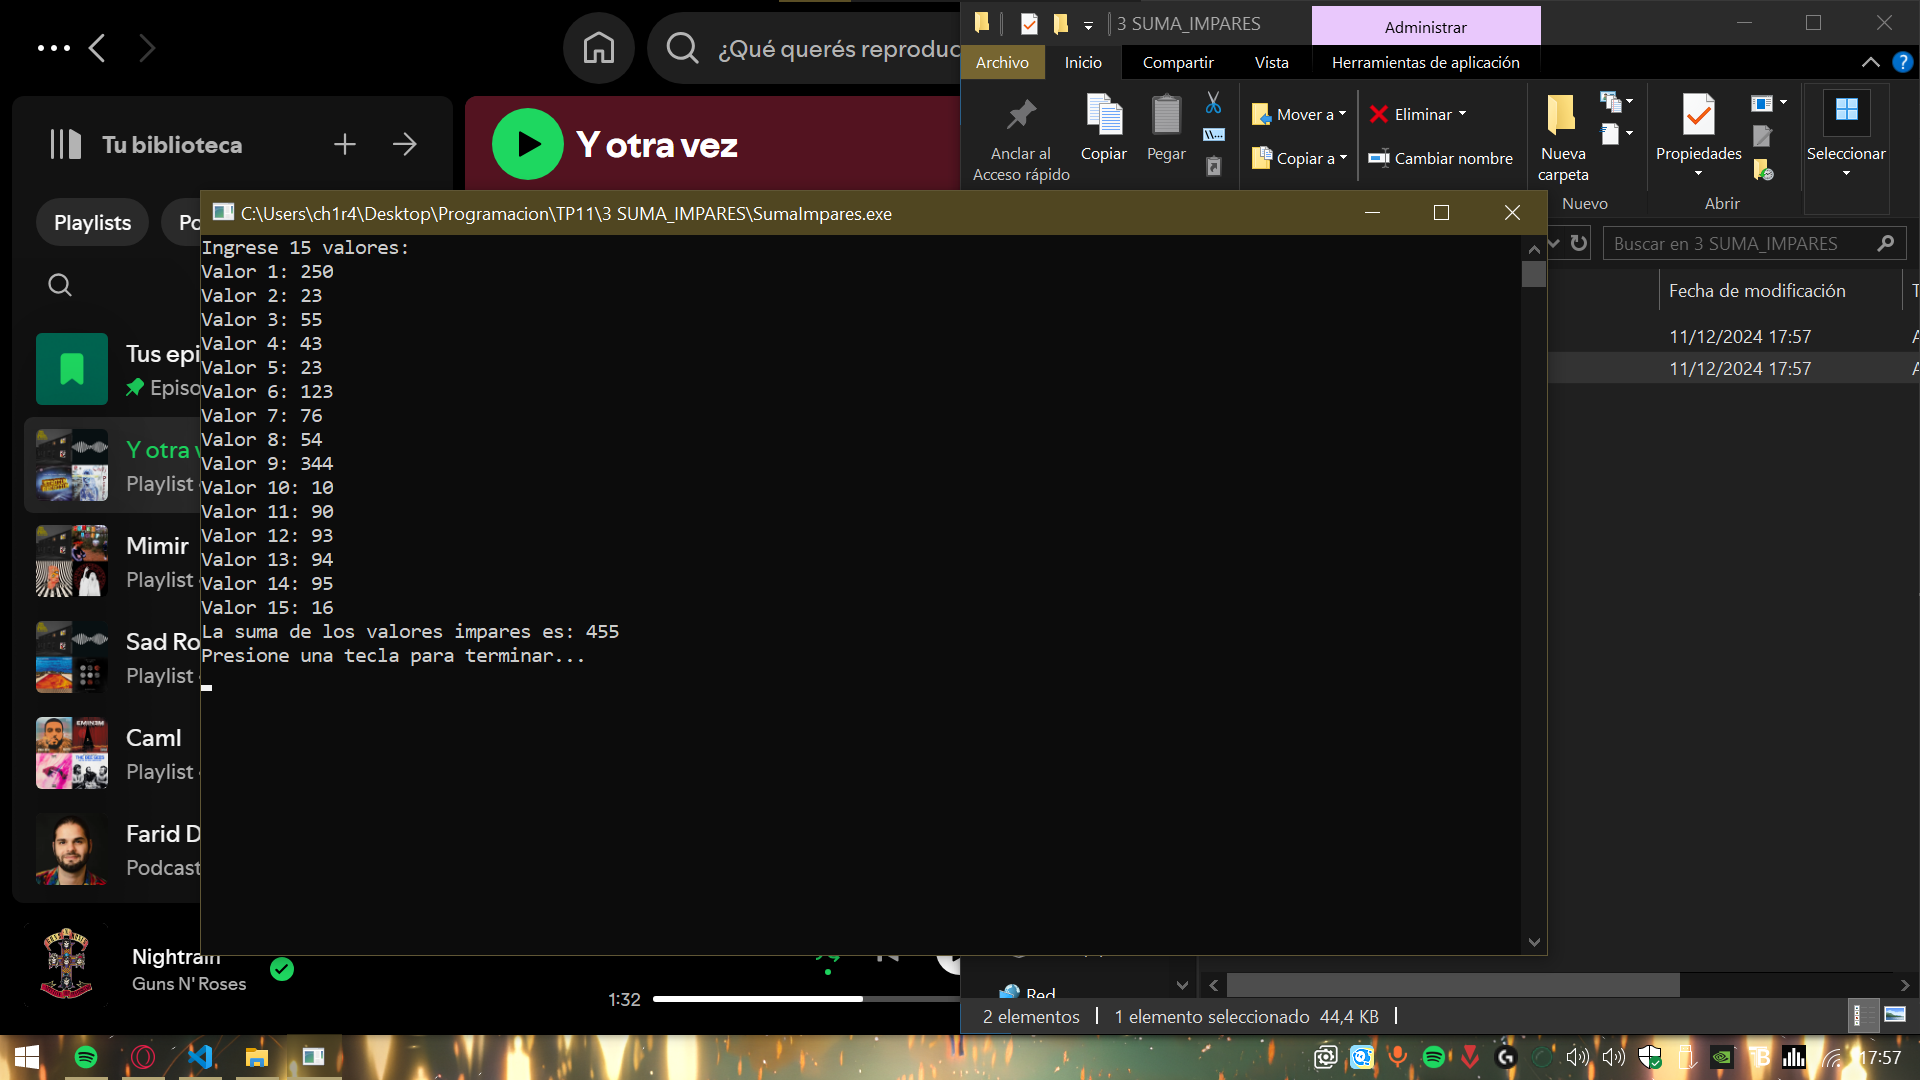 ¿Qué querés reproduc
3 SUMA_IMPARES
Administrar
Archivo
Inicio
Compartir
Vista
Herramientas de aplicación
Tu biblioteca
Y otra vez
Anclar al
Acceso rápido
Copiar
Pegar
Mover a
Copiar a
Eliminar
Cambiar nombre
Nueva
carpeta
Propiedades
Seleccionar
Nuevo
Abrir
Playlists
Po
C:\Users\ch1r4\Desktop\Programacion\TP11\3 SUMA_IMPARES\SumaImpares.exe
Buscar en 3 SUMA_IMPARES
Fecha de modificación
T
11/12/2024 17:57
A
11/12/2024 17:57
A
Ingrese 15 valores:
Valor 1: 250
Valor 2: 23
Valor 3: 55
Valor 4: 43
Valor 5: 23
Valor 6: 123
Valor 7: 76
Valor 8: 54
Valor 9: 344
Valor 10: 10
Valor 11: 90
Valor 12: 93
Valor 13: 94
Valor 14: 95
Valor 15: 16
La suma de los valores impares es: 455
Presione una tecla para terminar...
Tus epi
Episo
Y otra v
Playlist
Mimir
Playlist
Sad Ro
Playlist
Caml
Playlist
EMINEM
Farid D
Podcast
Nightrain
Guns N' Roses
1:32
Red
2 elementos
1 elemento seleccionado 44,4 KB
17:57